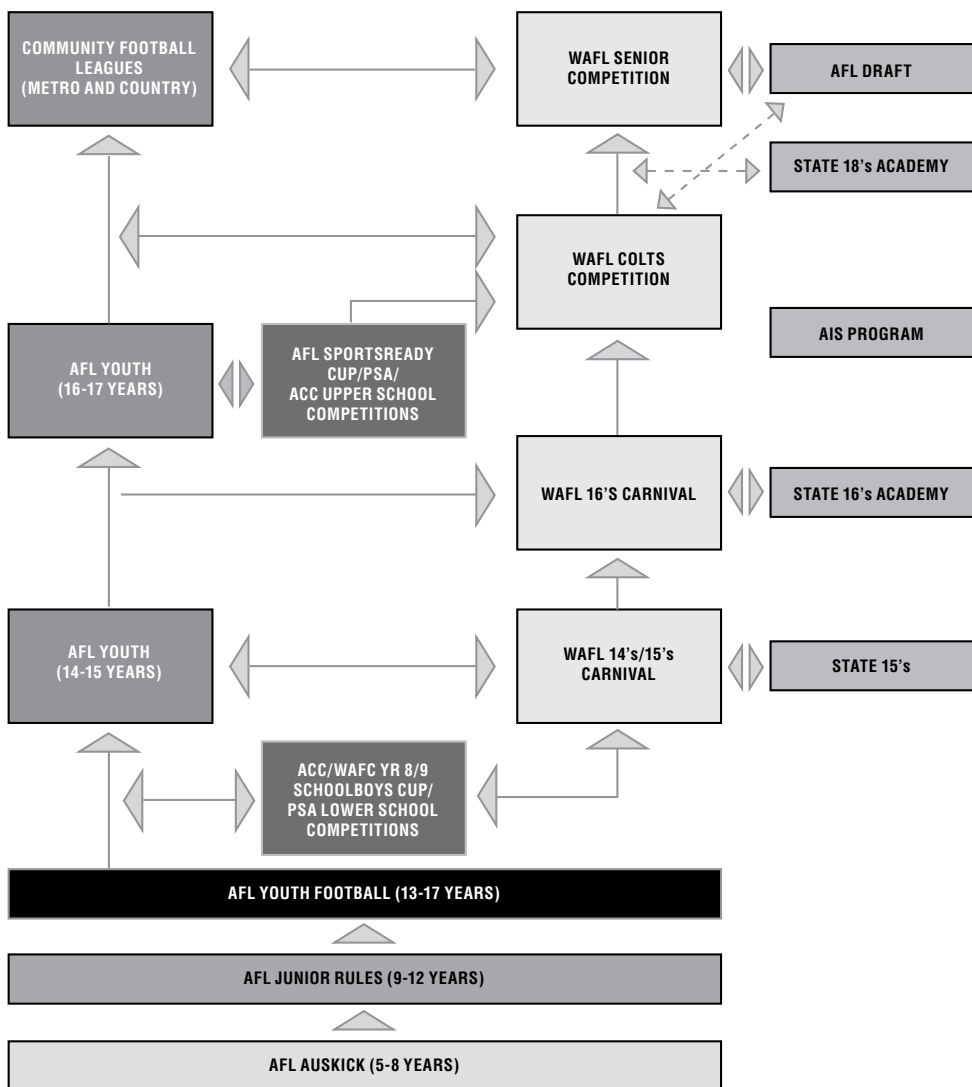 COMMUNITY FOOTBALL
LEAGUES
(METRO AND COUNTRY)
WAFL SENIOR
COMPETITION
AFL DRAFT
STATE 18's ACADEMY
WAFL COLTS
COMPETITION
AIS PROGRAM
AFL YOUTH
(16-17 YEARS)
AFL SPORTSREADY
CUP/PSA/
ACC UPPER SCHOOL
COMPETITIONS
WAFL 16'S CARNIVAL
STATE 16's ACADEMY
AFL YOUTH
(14-15 YEARS)
WAFL 14's/15's
CARNIVAL
STATE 15's
ACC/WAFC YR 8/9
SCHOOLBOYS CUP/
PSA LOWER SCHOOL
COMPETITIONS
AFL YOUTH FOOTBALL (13-17 YEARS)
AFL JUNIOR RULES (9-12 YEARS)
AFL AUSKICK (5-8 YEARS)